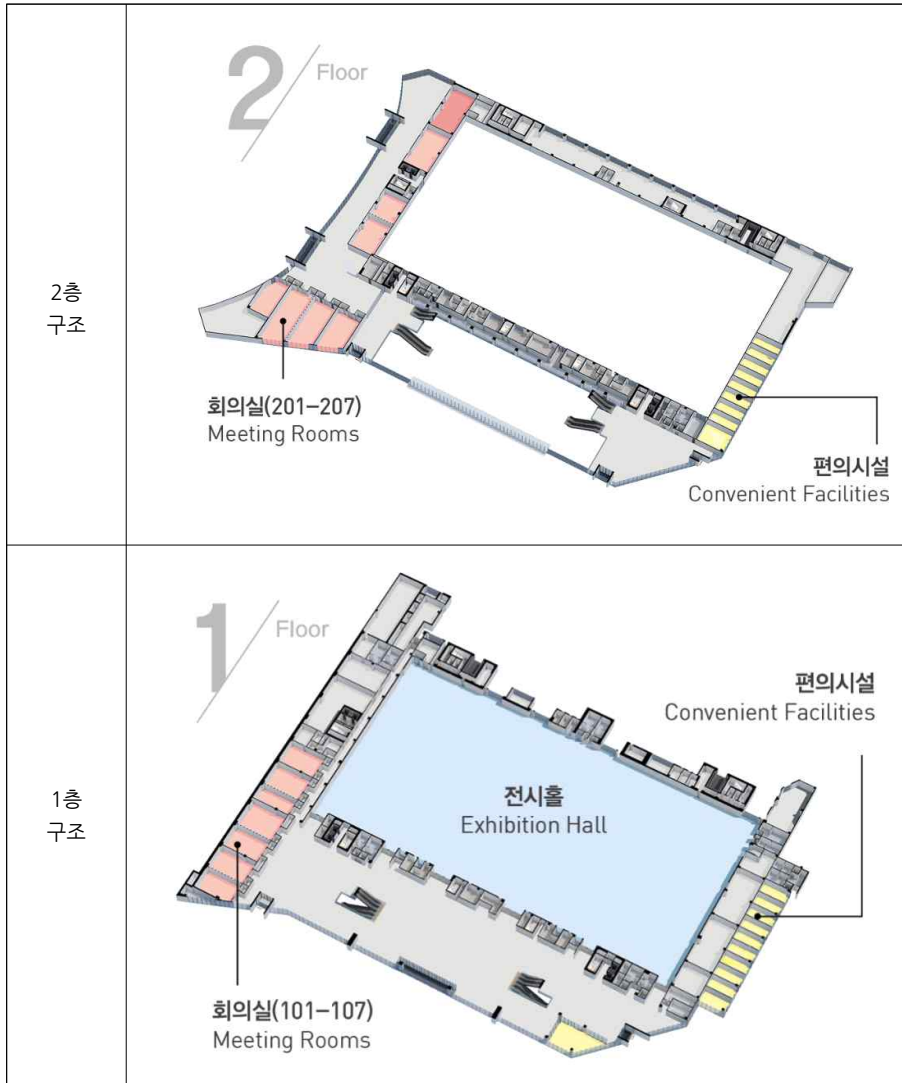 2층
구조
2
Floor
회의실(201-207)
Meeting Rooms
편의시설
Convenient Facilities
1층
구조
1
Floor
편의시설
Convenient Facilities
전시홀
Exhibition Hall
회의실(101-107)
Meeting Rooms